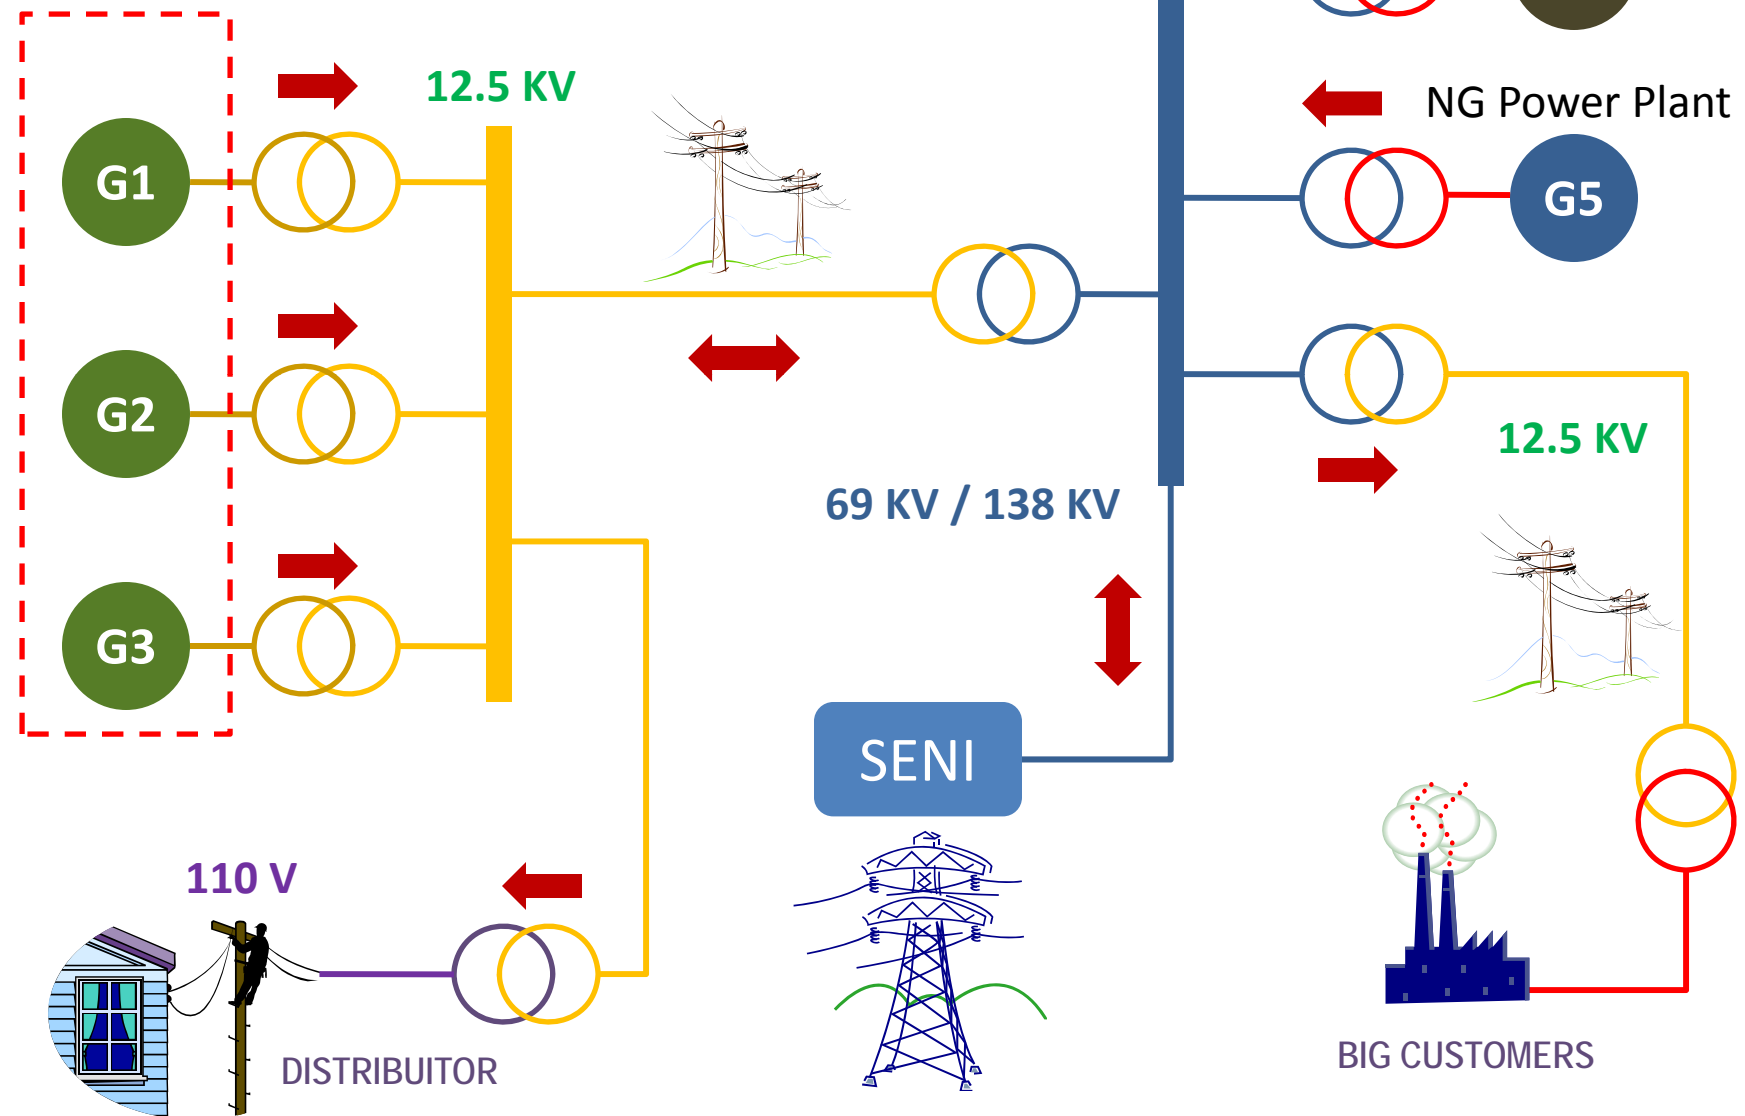 12.5 KV
NG Power Plant
G1
G5
G2
12.5 KV
69 KV / 138 KV
G3
SENI
110 V
DISTRIBUITOR
BIG CUSTOMERS